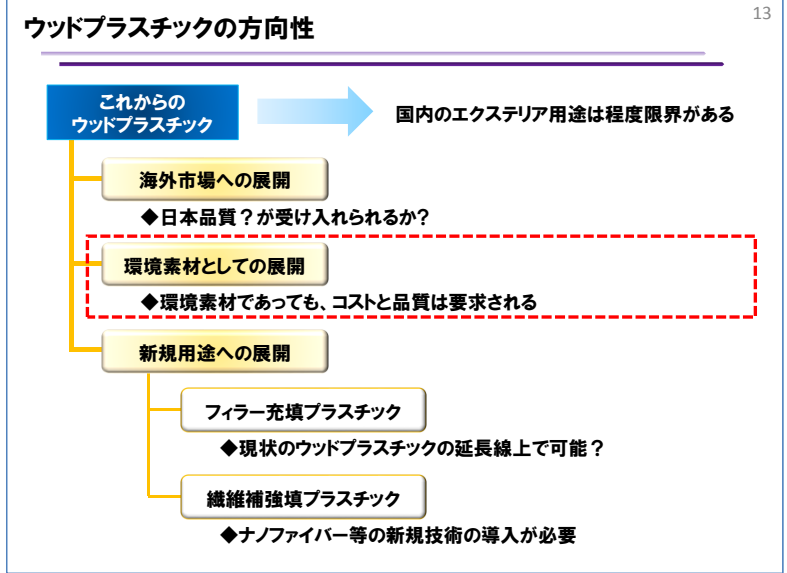 13
ウッドプラスチックの方向性
これからの
ウッドプラスチック
国内のエクステリア用途は程度限界がある
海外市場への展開
◆日本品質？が受け入れられるか？
環境素材としての展開
◆環境素材であっても、コストと品質は要求される
新規用途への展開
フィラー充填プラスチック
◆現状のウッドプラスチックの延長線上で可能？
繊維補強填プラスチック
◆ナノファイバー等の新規技術の導入が必要